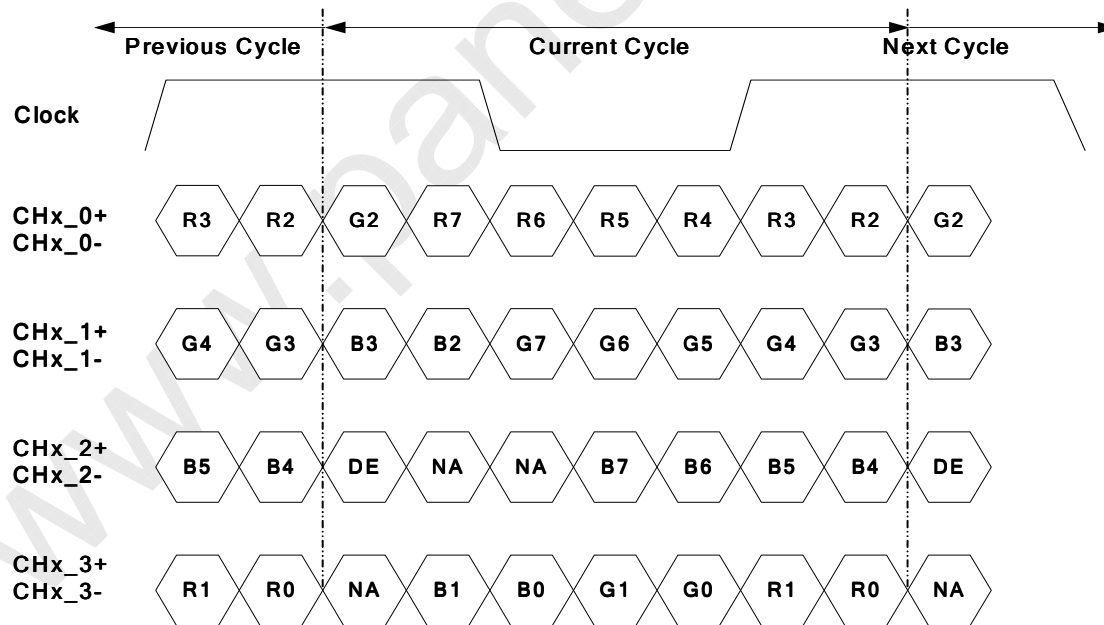 Previous Cycle Current Cycle Next Cycle
Clock
CHx_0+
CHx_0-
R3 R2 G2 R7 R6 R5 R4 R3 R2 G2
CHx_1+
CHx_1-
G4 G3 B3 B2 G7 G6 G5 G4 G3 B3
CHx_2+
CHx_2-
B5 B4 DE NA NA B7 B6 B5 B4 DE
CHx_3+
CHx_3-
R1 R0 NA B1 B0 G1 G0 R1 R0 NA
www.pane